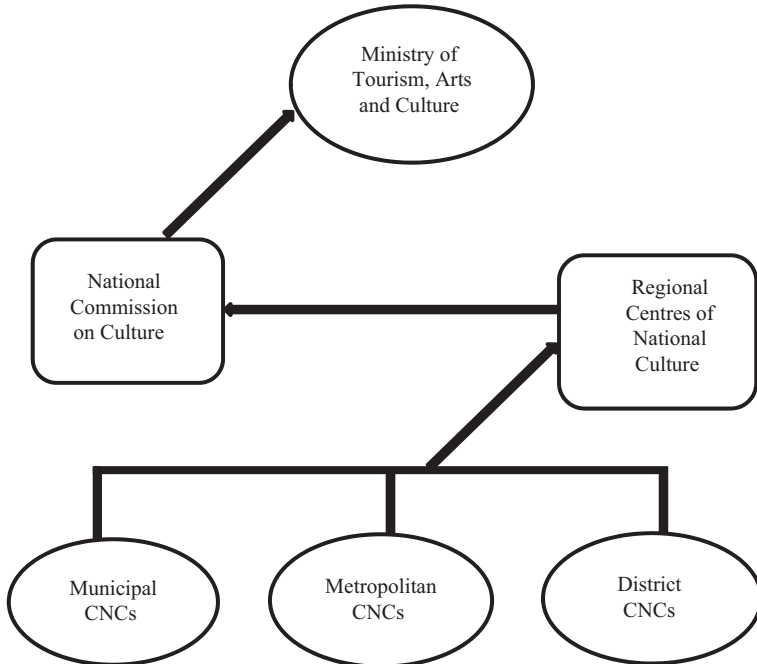 Ministry of
Tourism, Arts
and Culture
National
Commission
on Culture
Regional
Centres of
National
Culture
Municipal
CNCs
Metropolitan
CNCs
District
CNCs